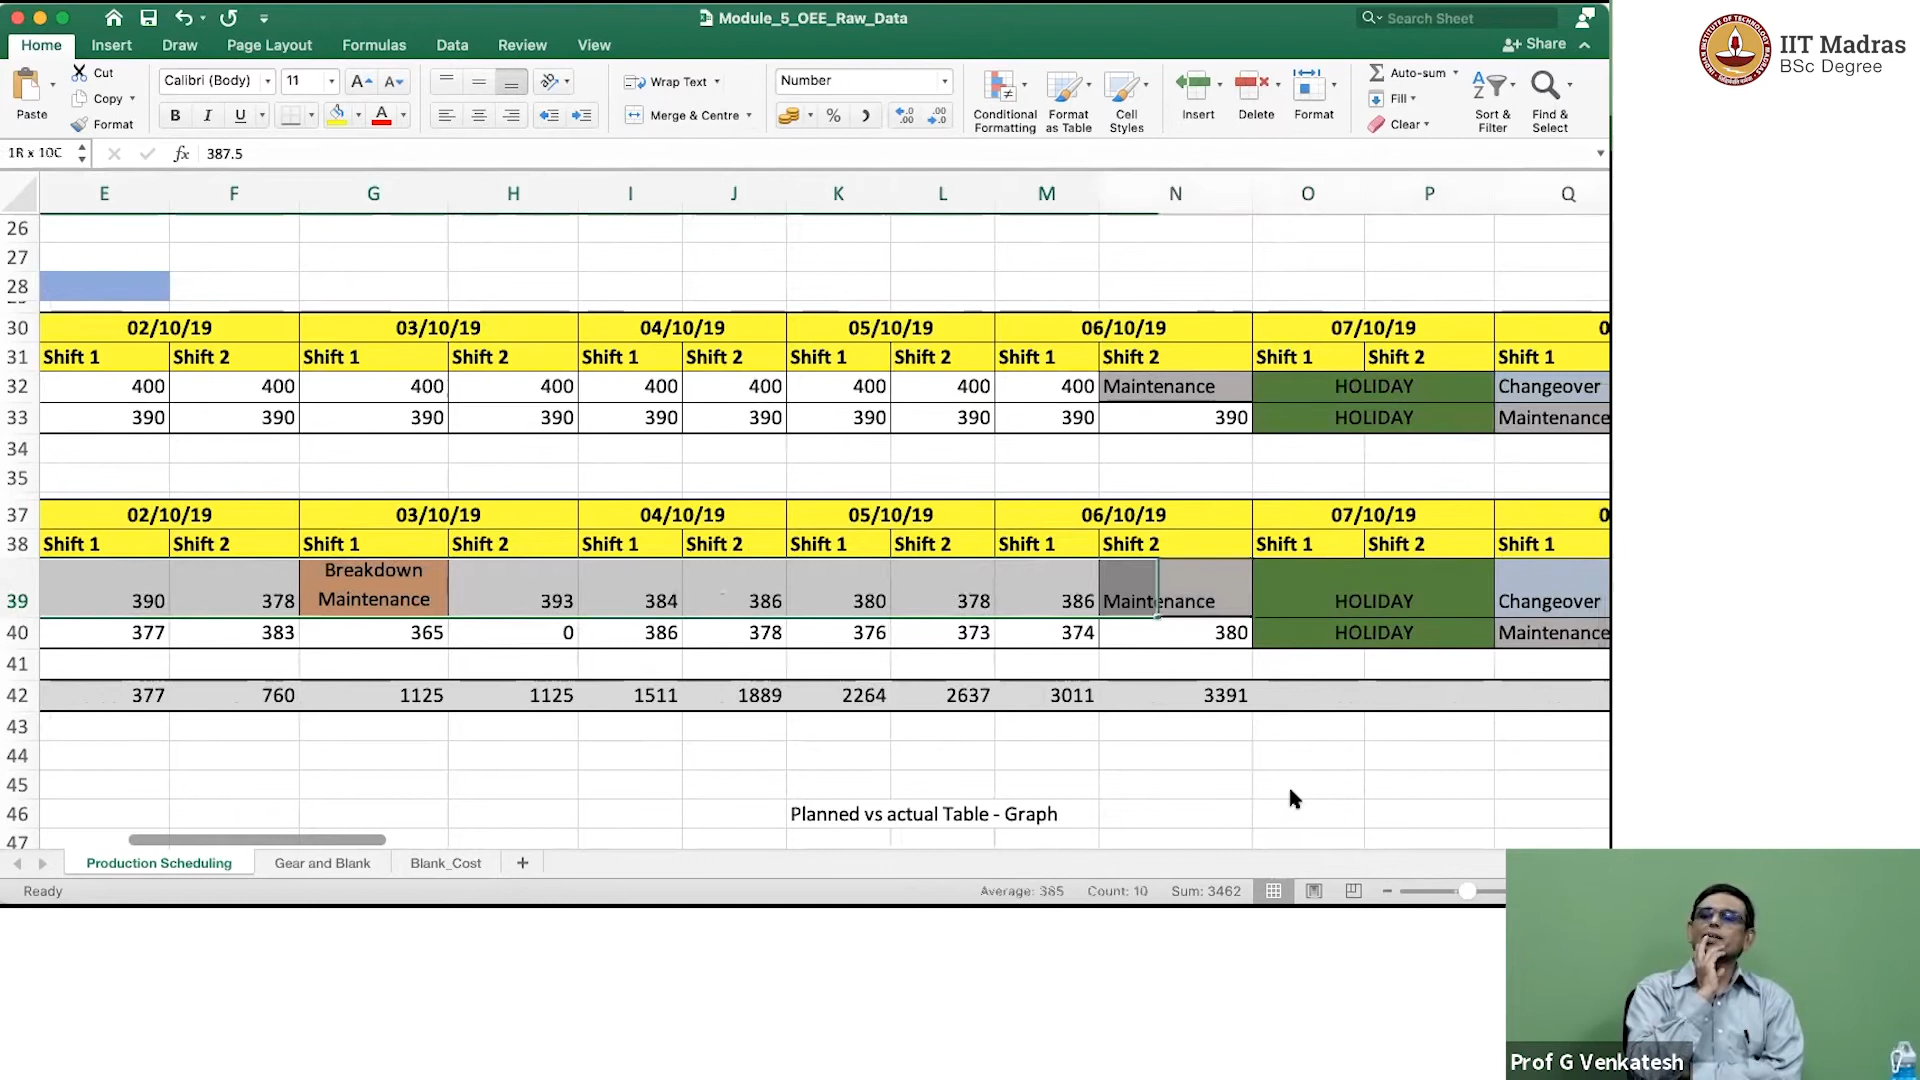 Module_5_OEE_Raw_Data
Search Sheet
Home Insert Draw Page Layout Formulas Data Review View
Share
Paste
Cut
Copy
Format
Calibri (Body) 11
B I U
Wrap Text
Merge & Centre
Number
Conditional Formatting
Format as Table
Cell Styles
Insert
Delete
Format
Auto-sum
Fill
Clear
Sort & Filter
Find & Select
1R x 10C fx 387.5
E F G H I J K L M N O P Q
26
27
28
30 02/10/19 03/10/19 04/10/19 05/10/19 06/10/19 07/10/19 0
31 Shift 1 Shift 2 Shift 1 Shift 2 Shift 1 Shift 2 Shift 1 Shift 2 Shift 1 Shift 2 Shift 1 Shift 2 Shift 1
32 400 400 400 400 400 400 400 400 400 Maintenance HOLIDAY Changeover
33 390 390 390 390 390 390 390 390 390 390 HOLIDAY Maintenance
34
35
37 02/10/19 03/10/19 04/10/19 05/10/19 06/10/19 07/10/19 0
38 Shift 1 Shift 2 Shift 1 Shift 2 Shift 1 Shift 2 Shift 1 Shift 2 Shift 1 Shift 2 Shift 1 Shift 2 Shift 1
39 390 378 Breakdown Maintenance 393 384 386 380 378 386 Maintenance HOLIDAY Changeover
40 377 383 365 0 386 378 376 373 374 380 HOLIDAY Maintenance
41
42 377 760 1125 1125 1511 1889 2264 2637 3011 3391
43
44
45
46 Planned vs actual Table - Graph
47
Production Scheduling Gear and Blank Blank_Cost +
Ready Average: 385 Count: 10 Sum: 3462
IIT Madras
BSc Degree
Prof G Venkatesh